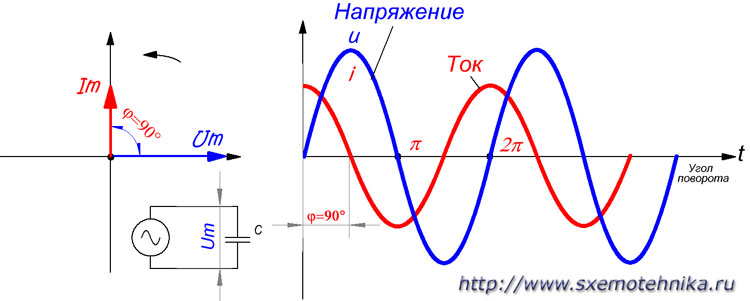 Im
φ=90°
Um
Um
C
Напряжение
u
i
Ток
π
2π
t
Угол
поворота
φ=90°
http://www.sxemotehnika.ru